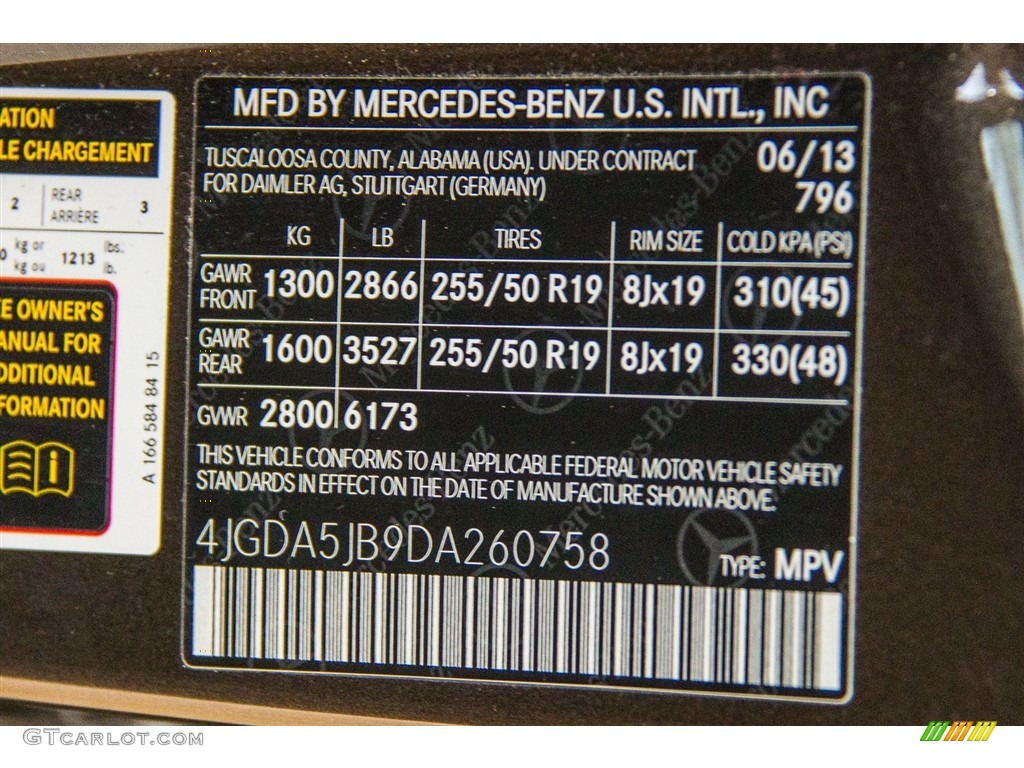 ATION
LE CHARGEMENT
2 REAR ARRIÈRE 3
0 kg or kg ou 1213 lbs. lb.
E OWNER'S
ANUAL FOR
DDITIONAL
FORMATION
A 166 584 84 15
MFD BY MERCEDES-BENZ U.S. INTL., INC
TUSCALOOSA COUNTY, ALABAMA (USA). UNDER CONTRACT 06/13
FOR DAIMLER AG, STUTTGART (GERMANY) 796
KG LB TIRES RIM SIZE COLD KPA(PSI)
GAWR FRONT 1300 2866 255/50 R19 8Jx19 310(45)
GAWR REAR 1600 3527 255/50 R19 8Jx19 330(48)
GVWR 2800 6173
THIS VEHICLE CONFORMS TO ALL APPLICABLE FEDERAL MOTOR VEHICLE SAFETY
STANDARDS IN EFFECT ON THE DATE OF MANUFACTURE SHOWN ABOVE.
4JGDA5JB9DA260758
TYPE: MPV
GTCARLOT.COM